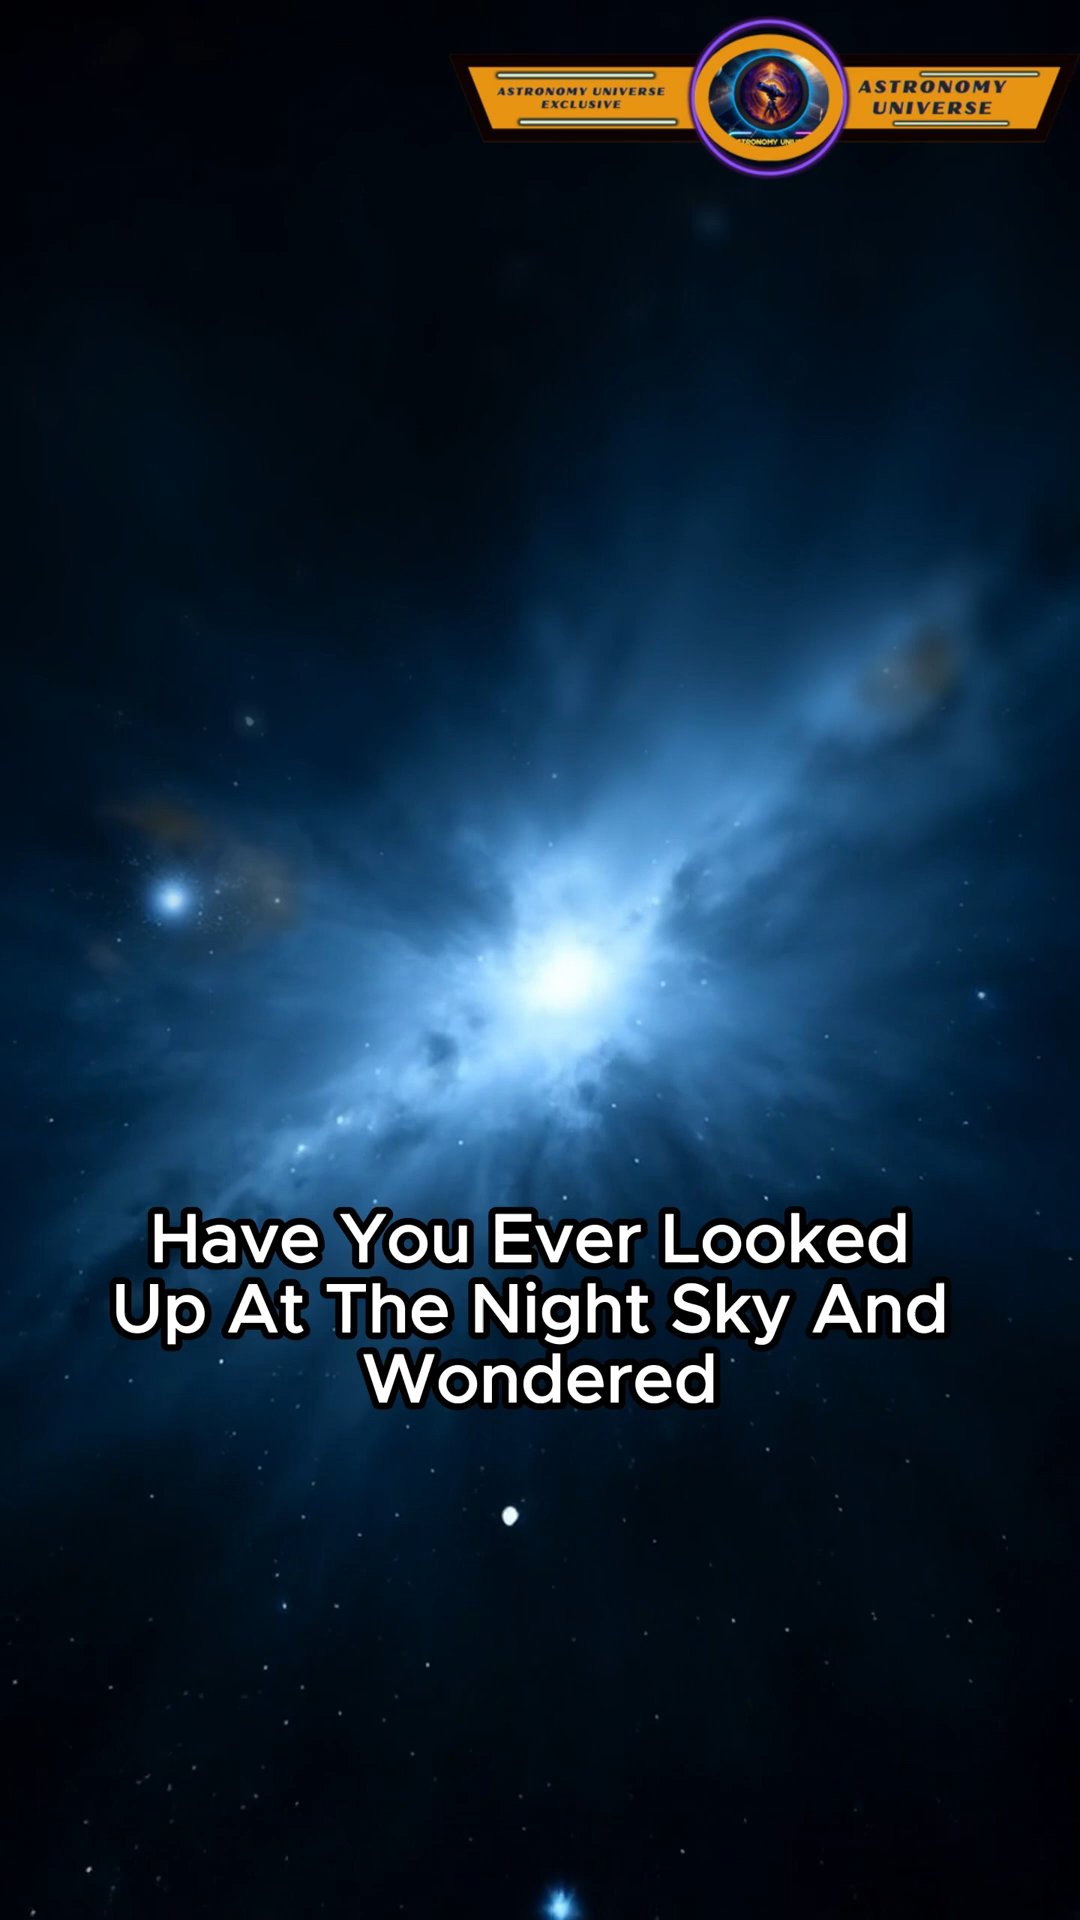 ASTRONOMY UNIVERSE
EXCLUSIVE
ASTRONOMY
UNIVERSE
Have You Ever Looked
Up At The Night Sky And
Wondered